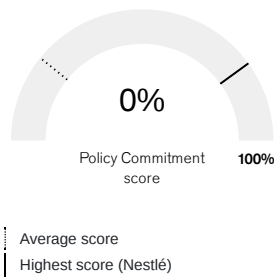 0%
Policy Commitment
score
100%
Average score
Highest score (Nestlé)